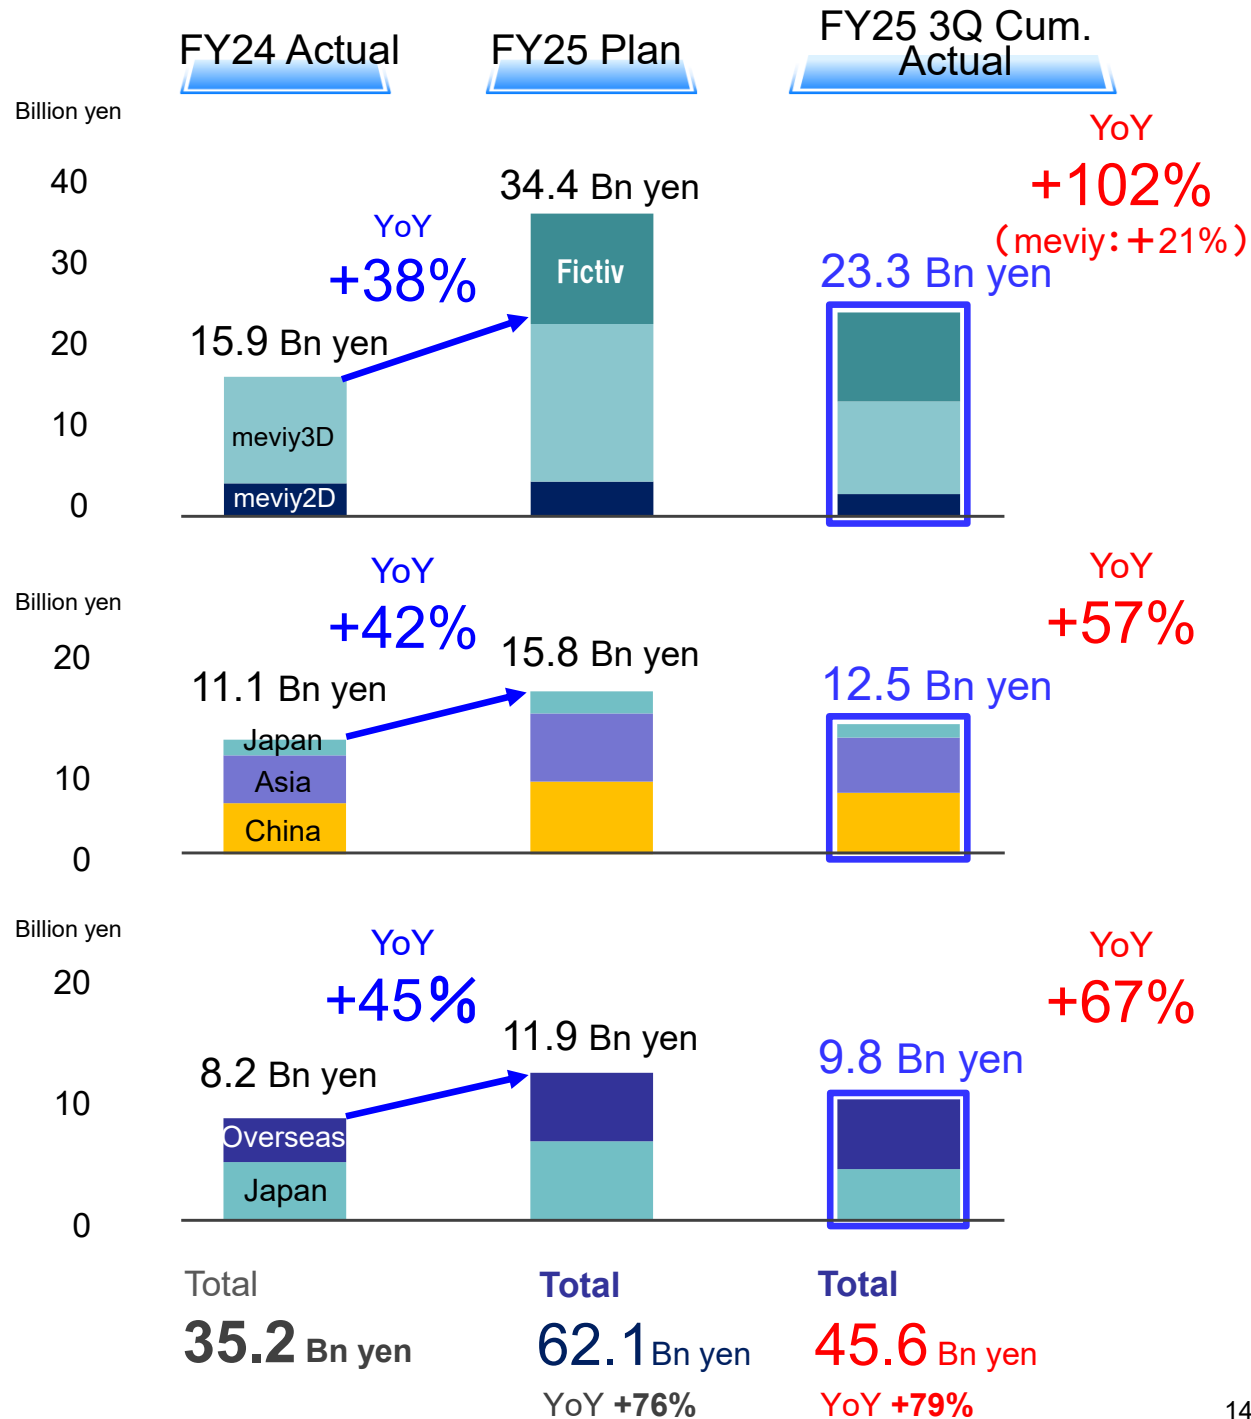 FY24 Actual
FY25 Plan
FY25 3Q Cum.
Actual
Billion yen
40
30
20
10
0
15.9 Bn yen
meviy3D
meviy2D
YoY
+38%
34.4 Bn yen
Fictiv
23.3 Bn yen
YoY
+102%
(meviy:+21%)
Billion yen
20
10
0
11.1 Bn yen
Japan
Asia
China
YoY
+42%
15.8 Bn yen
12.5 Bn yen
YoY
+57%
Billion yen
20
10
0
8.2 Bn yen
Overseas
Japan
YoY
+45%
11.9 Bn yen
9.8 Bn yen
YoY
+67%
Total
35.2 Bn yen
Total
62.1 Bn yen
YoY +76%
Total
45.6 Bn yen
YoY +79%
14